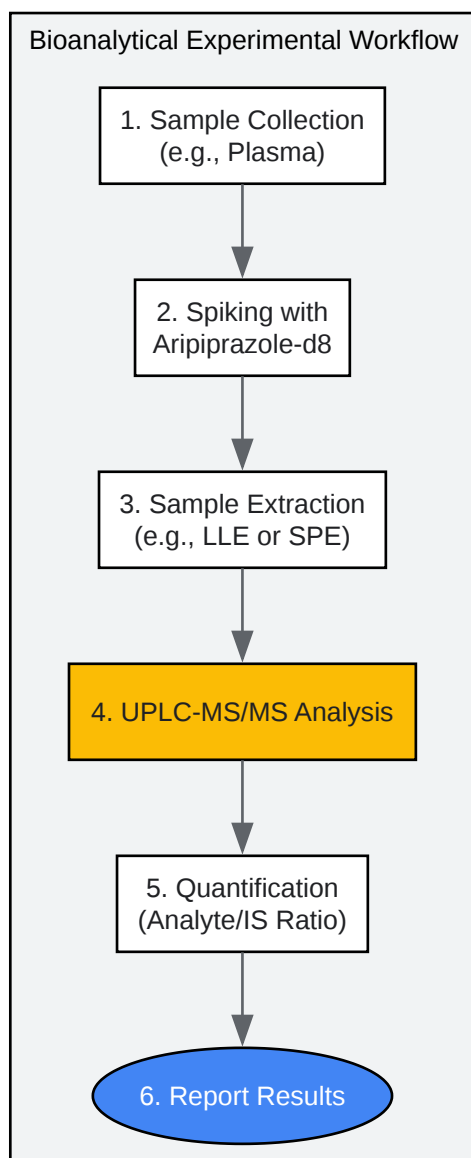 Bioanalytical Experimental Workflow
1. Sample Collection
(e.g., Plasma)
2. Spiking with
Aripiprazole-d8
3. Sample Extraction
(e.g., LLE or SPE)
4. UPLC-MS/MS Analysis
5. Quantification
(Analyte/IS Ratio)
6. Report Results